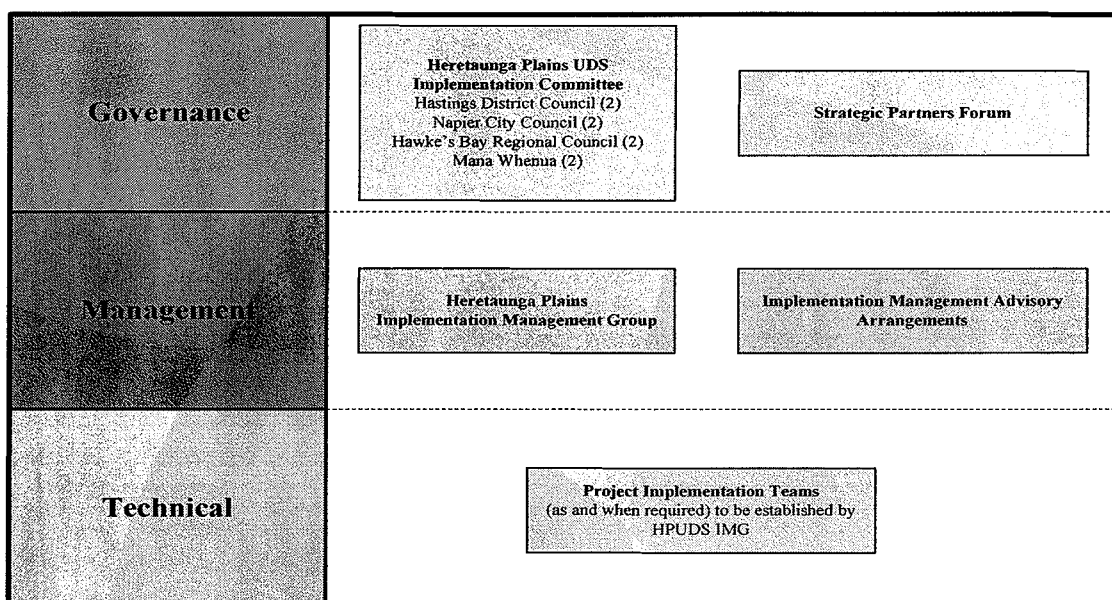 Governance
Heretaunga Plains UDS
Implementation Committee
Hastings District Council (2)
Napier City Council (2)
Hawke's Bay Regional Council (2)
Mana Whenua (2)
Strategic Partners Forum
Management
Heretaunga Plains
Implementation Management Group
Implementation Management Advisory
Arrangements
Technical
Project Implementation Teams
(as and when required) to be established by
HPUDS IMG